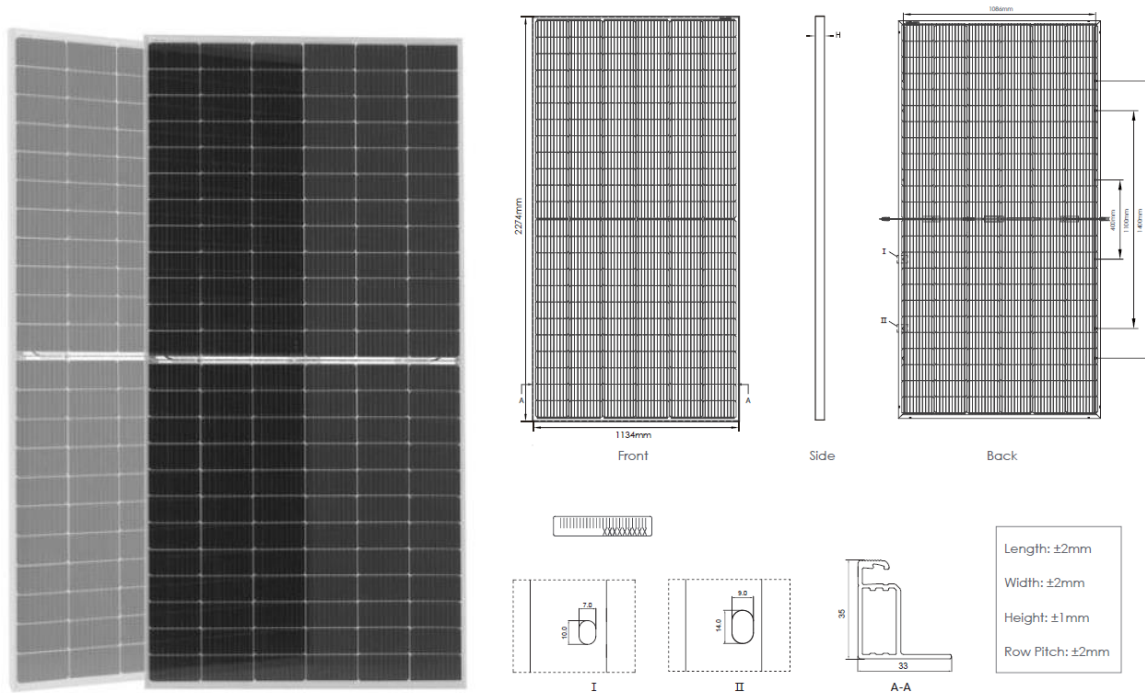 1086mm
H
2274mm
400mm
1100mm
1400mm
I
II
A
A
1134mm
Front
Side
Back
7.0
10.0
I
9.0
14.0
II
35
33
A-A
Length: ±2mm
Width: ±2mm
Height: ±1mm
Row Pitch: ±2mm